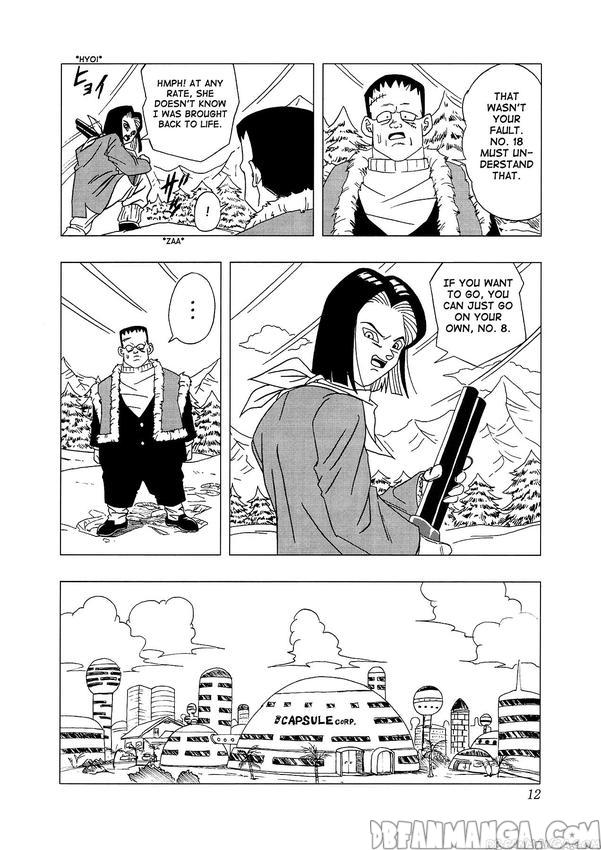 THAT
WASN'T
YOUR
FAULT.
NO. 18
MUST UN-
DERSTAND
THAT.
*HYOI*
ヒョイ
HMPH! AT ANY
RATE, SHE
DOESN'T KNOW
I WAS BROUGHT
BACK TO LIFE.
ザザ
!
*ZAA*
IF YOU WANT
TO GO, YOU
CAN JUST GO
ON YOUR
OWN, NO. 8.
...
CAPSULE CORP.
12
DBFANMANGA.COM